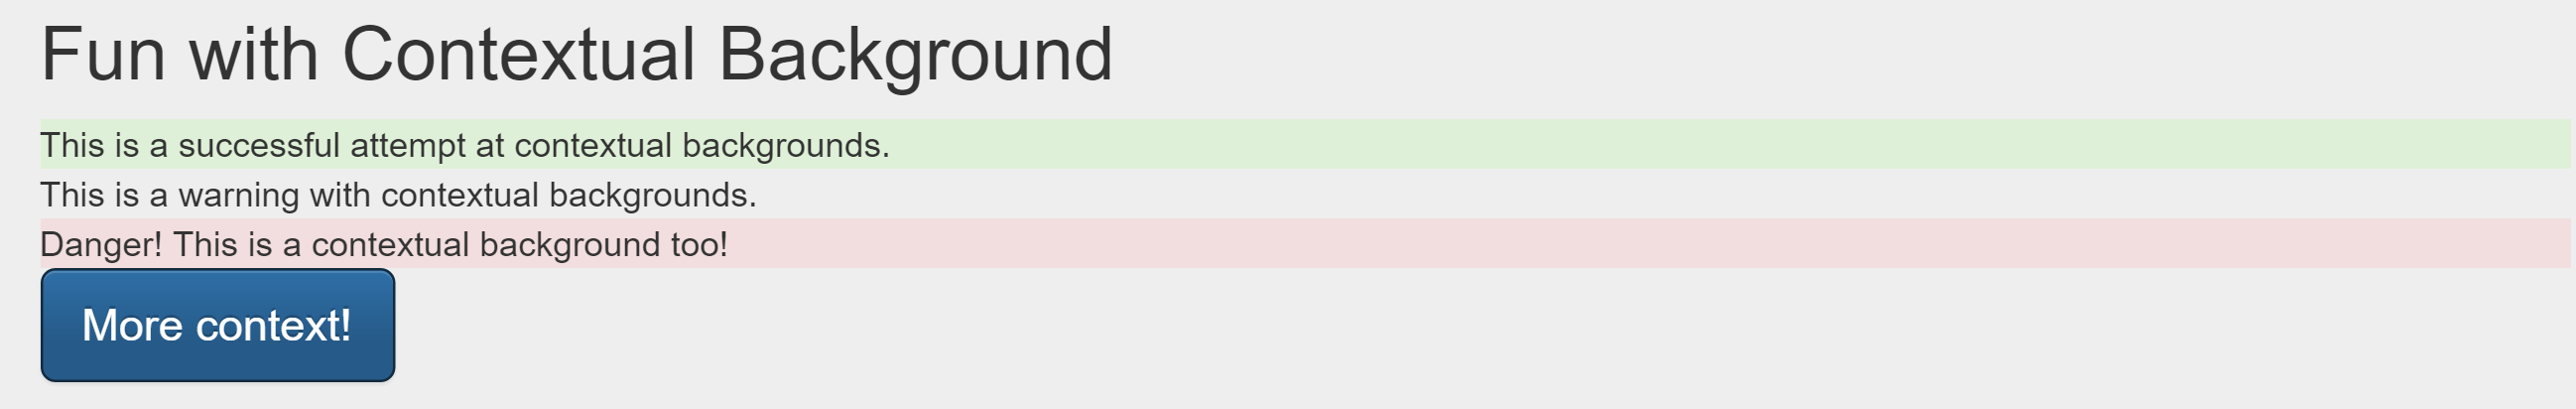 Fun with Contextual Background
This is a successful attempt at contextual backgrounds.
This is a warning with contextual backgrounds.
Danger! This is a contextual background too!
More context!